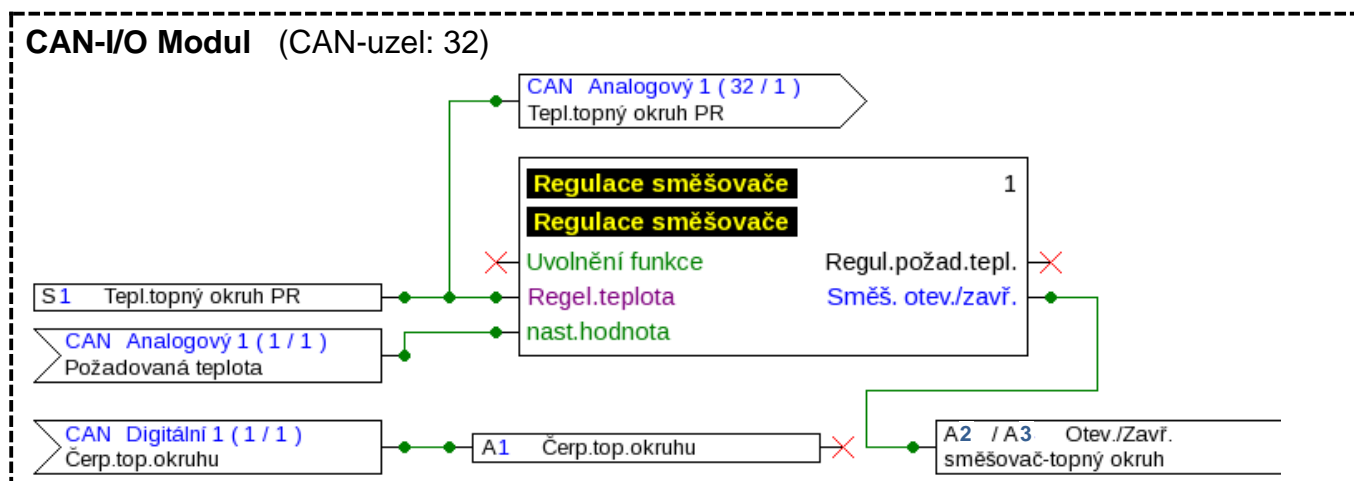 CAN-I/O Modul (CAN-uzel: 32)
CAN Analogový 1 ( 32 / 1 )
Tepl.topný okruh PR
Regulace směšovače 1
Regulace směšovače
Uvolnění funkce Regul.požad.tepl.
S1 Tepl.topný okruh PR Regel.teplota Směš. otev./zavř.
nast.hodnota
CAN Analogový 1 ( 1 / 1 )
Požadovaná teplota
CAN Digitální 1 ( 1 / 1 )
Čerp.top.okruhu
A1 Čerp.top.okruhu
A2 / A3 Otev./Zavř.
směšovač-topný okruh